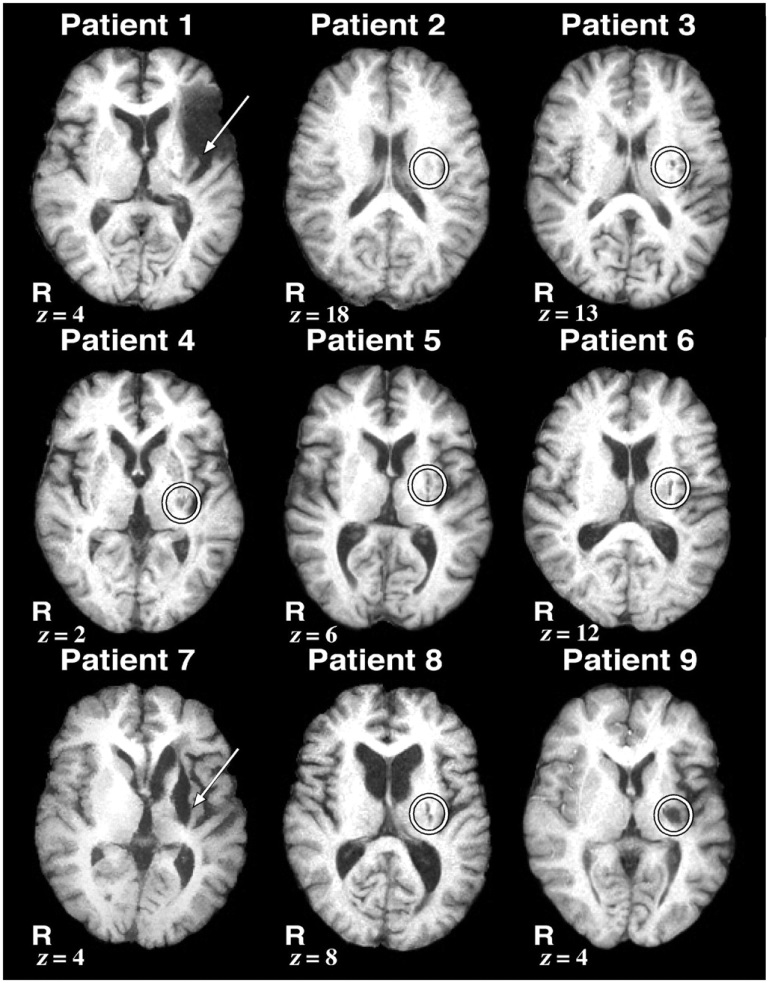 Patient 1 Patient 2 Patient 3
R R R
z = 4 z = 18 z = 13
Patient 4 Patient 5 Patient 6
R R R
z = 2 z = 6 z = 12
Patient 7 Patient 8 Patient 9
R R R
z = 4 z = 8 z = 4